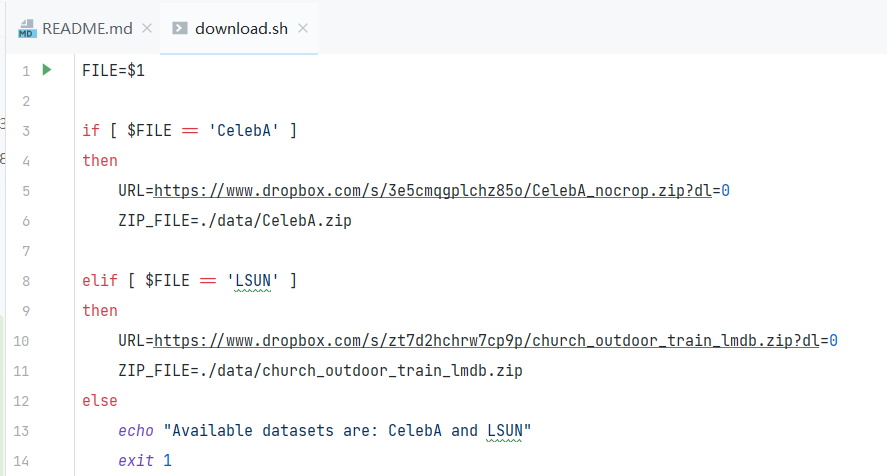 MD README.md × download.sh ×
1 FILE=$1
2
3 if [ $FILE == 'CelebA' ]
4 then
5 URL=https://www.dropbox.com/s/3e5cmqgplchz85o/CelebA_nocrop.zip?dl=0
6 ZIP_FILE=./data/CelebA.zip
7
8 elif [ $FILE == 'LSUN' ]
9 then
10 URL=https://www.dropbox.com/s/zt7d2hchrw7cp9p/church_outdoor_train_lmdb.zip?dl=0
11 ZIP_FILE=./data/church_outdoor_train_lmdb.zip
12 else
13 echo "Available datasets are: CelebA and LSUN"
14 exit 1